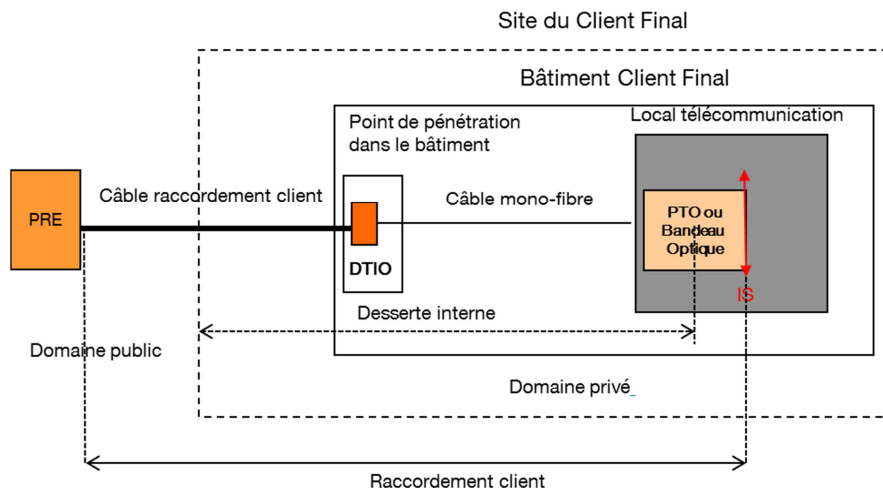 Site du Client Final
Bâtiment Client Final
Point de pénétration
dans le bâtiment
Local télécommunication
Câble raccordement client
Câble mono-fibre
PRE
PTO ou
Bandeau
Optique
DTIO
IS
Desserte interne
Domaine public
Domaine privé
Raccordement client